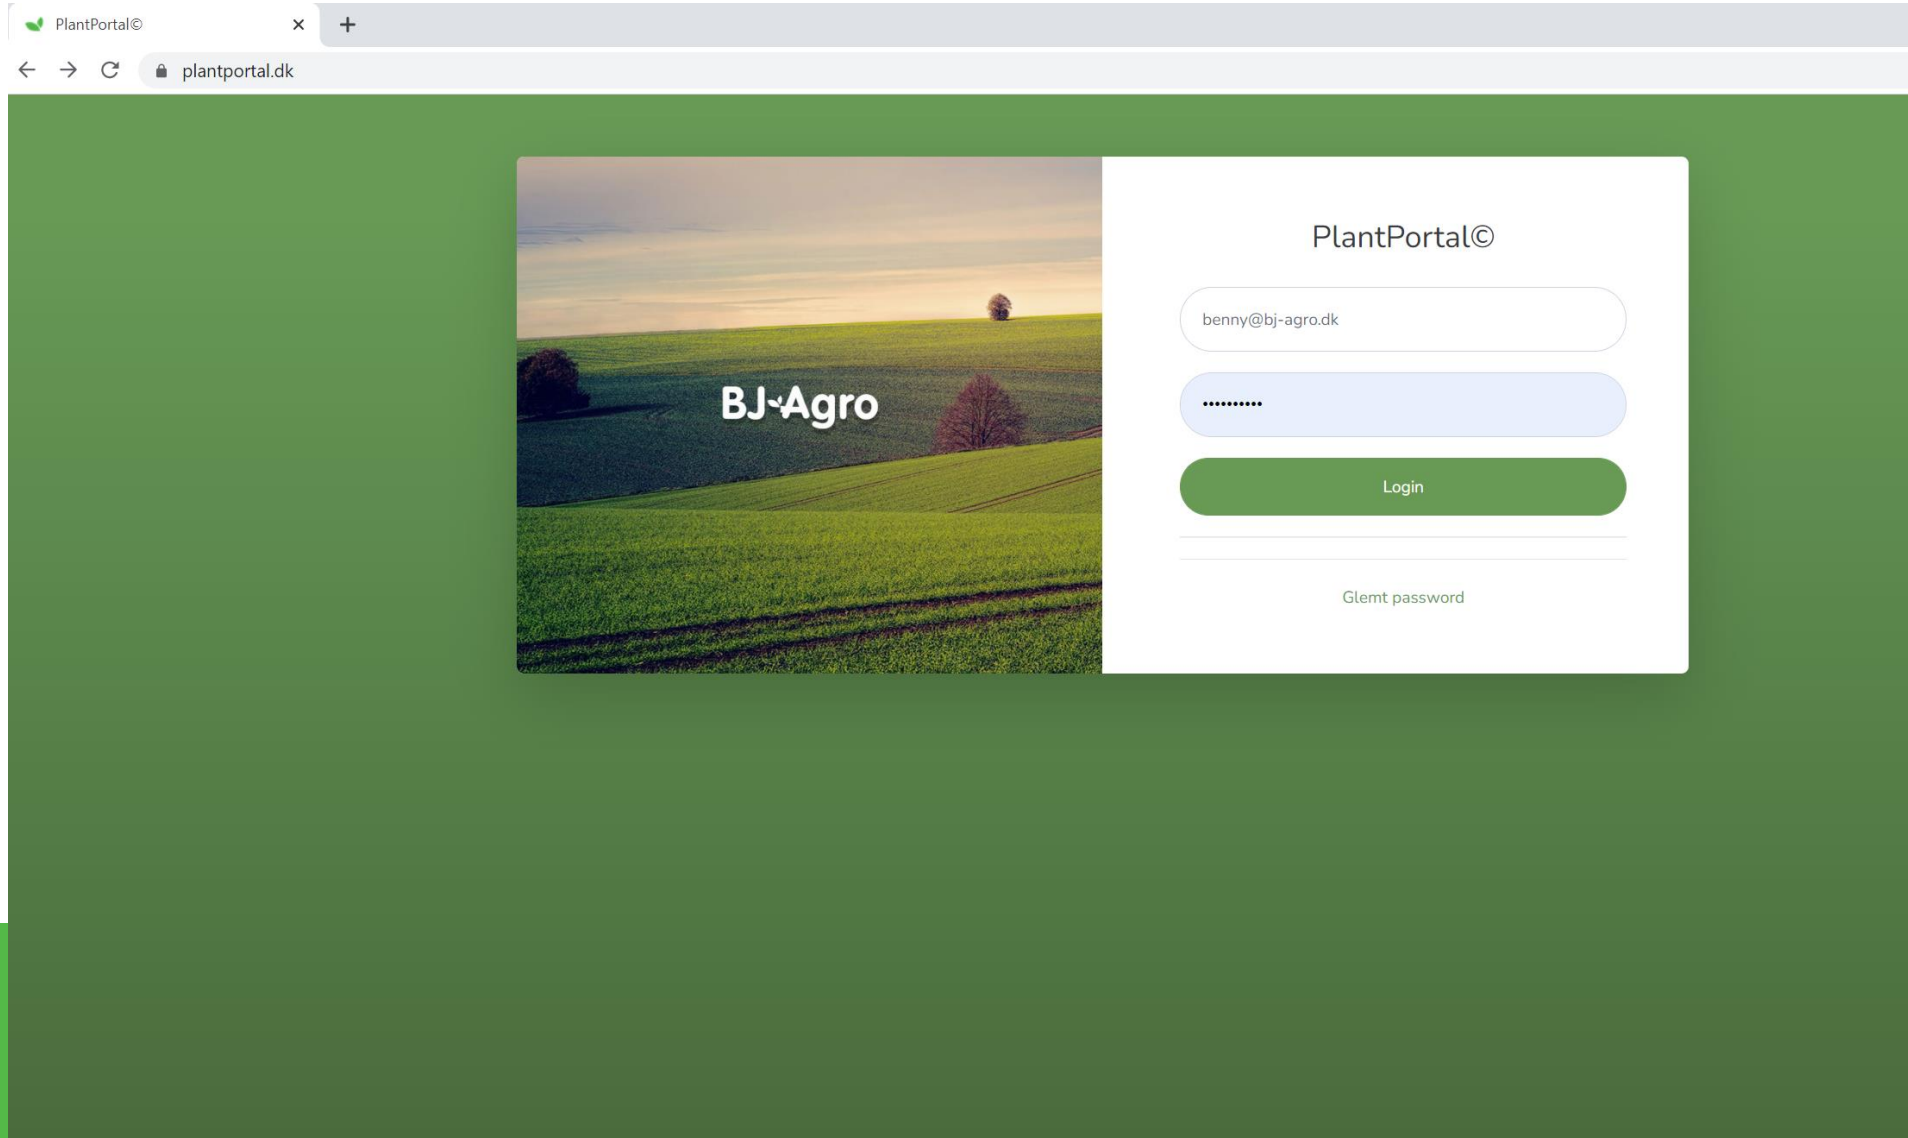 PlantPortal©
plantportal.dk
BJ-Agro
PlantPortal©
benny@bj-agro.dk
••••••••••
Login
Glemt password